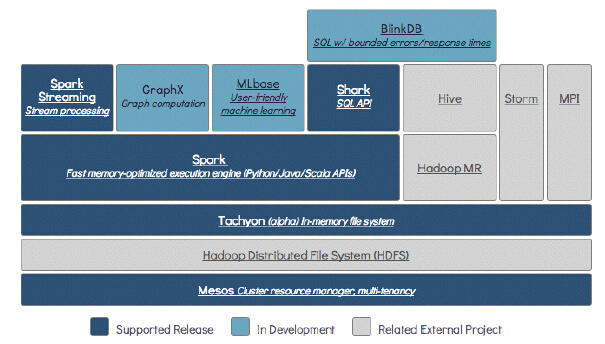 BlinkDB
SQL w/ bounded errors/response times
Spark
Streaming
Stream processing
GraphX
Graph computation
MLbase
User-friendly
machine learning
Shark
SQL API
Hive
Storm
MPI
Spark
Fast memory-optimized execution engine (Python/Java/Scala APIs)
Hadoop MR
Tachyon (alpha) In-memory file system
Hadoop Distributed File System (HDFS)
Mesos Cluster resource manager, multi-tenancy
Supported Release
In Development
Related External Project